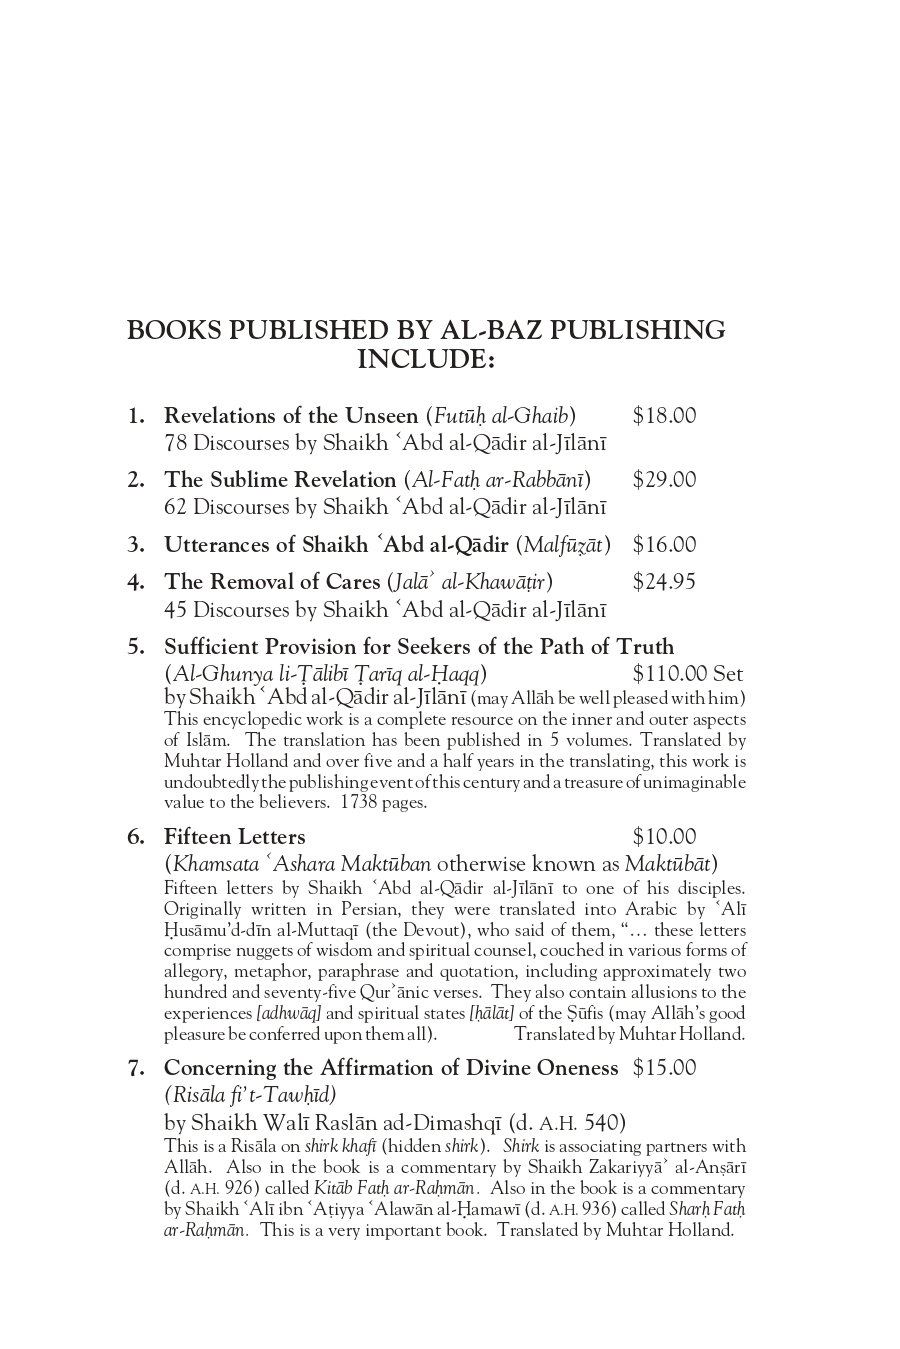 BOOKS PUBLISHED BY AL-BAZ PUBLISHING
INCLUDE:
1. Revelations of the Unseen (Futūḥ al-Ghaib) $18.00
78 Discourses by Shaikh ʿAbd al-Qādir al-Jīlānī
2. The Sublime Revelation (Al-Fatḥ ar-Rabbānī) $29.00
62 Discourses by Shaikh ʿAbd al-Qādir al-Jīlānī
3. Utterances of Shaikh ʿAbd al-Qādir (Malfūẓāt) $16.00
4. The Removal of Cares (Jalāʾ al-Khawāṭir) $24.95
45 Discourses by Shaikh ʿAbd al-Qādir al-Jīlānī
5. Sufficient Provision for Seekers of the Path of Truth
(Al-Ghunya li-Ṭālibī Ṭarīq al-Ḥaqq) $110.00 Set
by Shaikh ʿAbd al-Qādir al-Jīlānī (may Allāh be well pleased with him)
This encyclopedic work is a complete resource on the inner and outer aspects
of Islām. The translation has been published in 5 volumes. Translated by
Muhtar Holland and over five and a half years in the translating, this work is
undoubtedly the publishing event of this century and a treasure of unimaginable
value to the believers. 1738 pages.
6. Fifteen Letters $10.00
(Khamsata ʿAshara Maktūban otherwise known as Maktūbāt)
Fifteen letters by Shaikh ʿAbd al-Qādir al-Jīlānī to one of his disciples.
Originally written in Persian, they were translated into Arabic by ʿAlī
Ḥusāmu’d-dīn al-Muttaqī (the Devout), who said of them, “… these letters
comprise nuggets of wisdom and spiritual counsel, couched in various forms of
allegory, metaphor, paraphrase and quotation, including approximately two
hundred and seventy-five Qurʾānic verses. They also contain allusions to the
experiences [adhwāq] and spiritual states [ḥālāt] of the Ṣūfīs (may Allāh’s good
pleasure be conferred upon them all). Translated by Muhtar Holland.
7. Concerning the Affirmation of Divine Oneness $15.00
(Risāla fi’t-Tawḥīd)
by Shaikh Walī Raslān ad-Dimashqī (d. A.H. 540)
This is a Risāla on shirk khafī (hidden shirk). Shirk is associating partners with
Allāh. Also in the book is a commentary by Shaikh Zakariyyāʾ al-Anṣārī
(d. A.H. 926) called Kitāb Fatḥ ar-Raḥmān. Also in the book is a commentary
by Shaikh ʿAlī ibn ʿAṭiyya ʿAlawān al-Ḥamawī (d. A.H. 936) called Sharḥ Fatḥ
ar-Raḥmān. This is a very important book. Translated by Muhtar Holland.